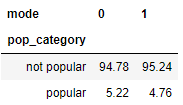 mode 0 1
pop_category
not popular 94.78 95.24
popular 5.22 4.76